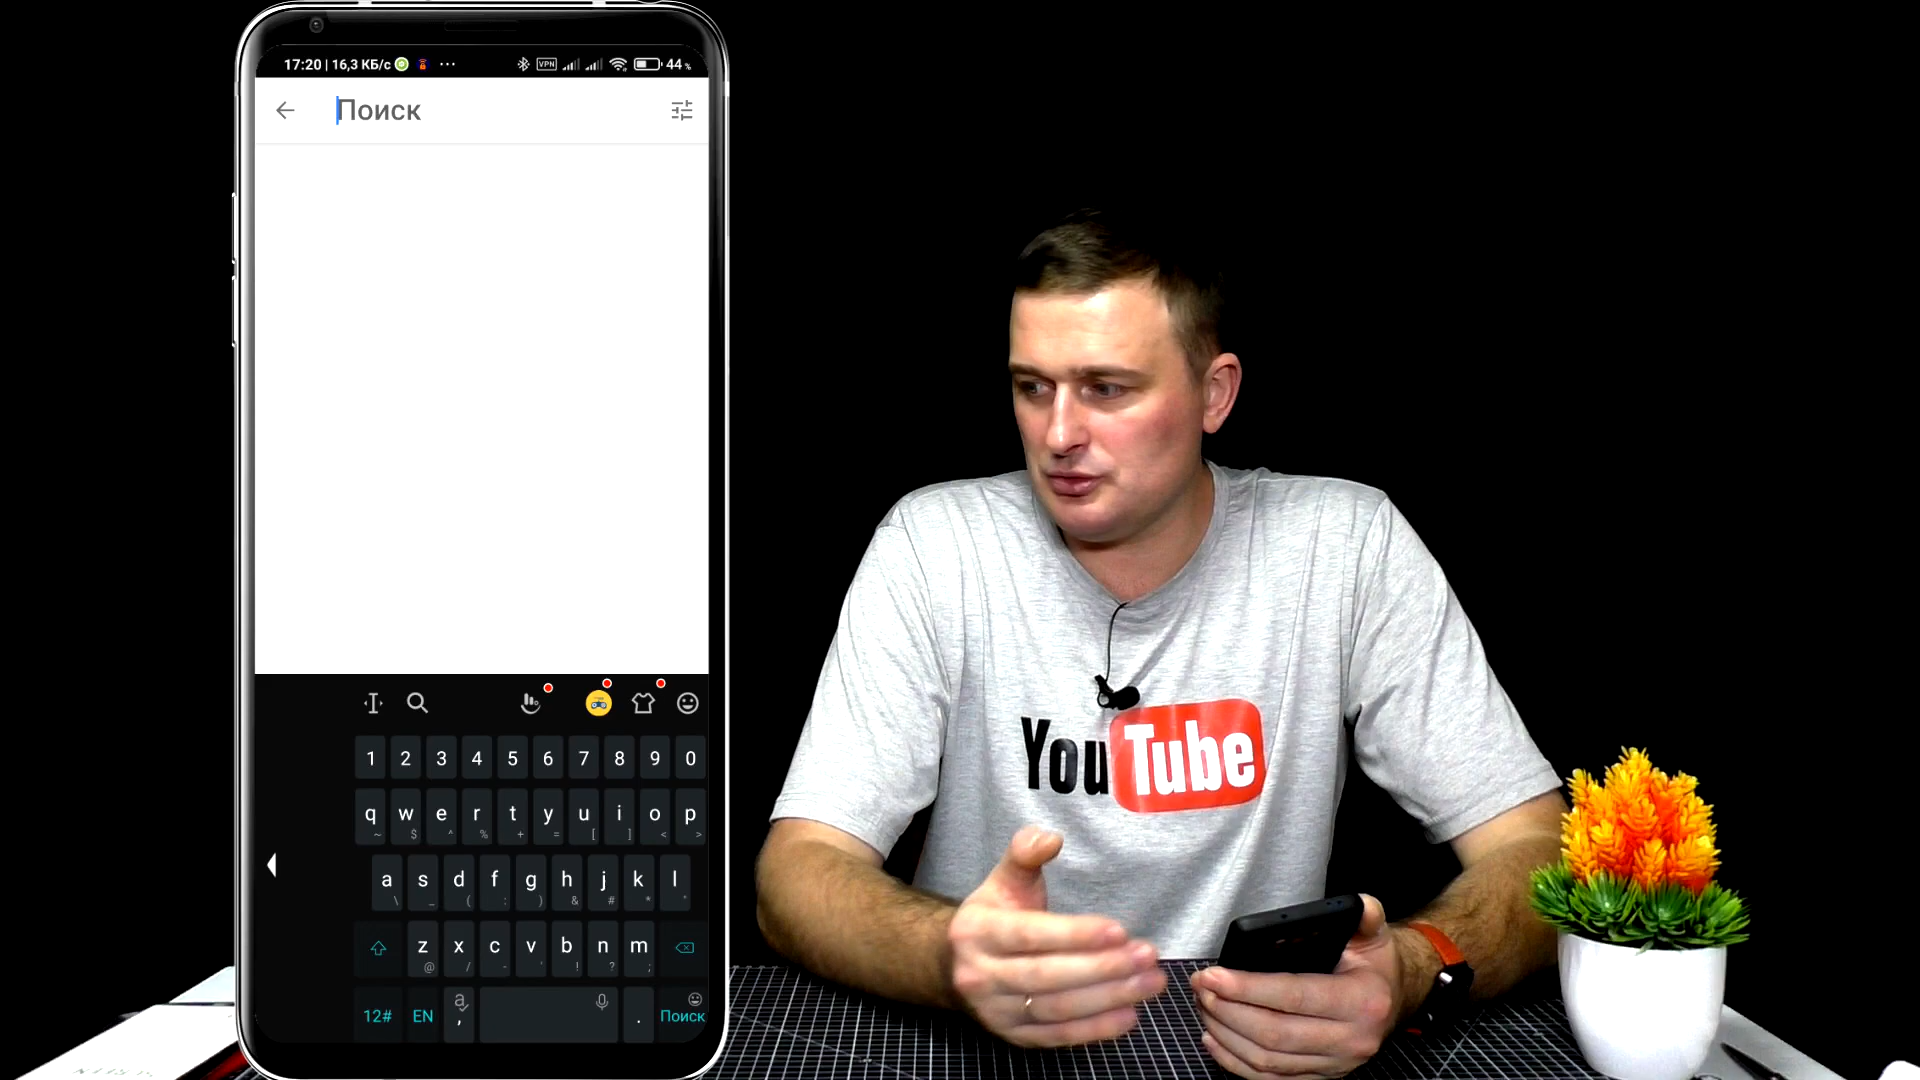 17:20 | 16,3 КБ/с ... VPN 44 %
Поиск
1 2 3 4 5 6 7 8 9 0
q w e r t y u i o p
~ $ ^ % + = [ ] < >
a s d f g h j k l
\ _ ( : ) & # * '
z x c v b n m
@ / - ' ! ? ;
12# EN a , . Поиск
YouTube